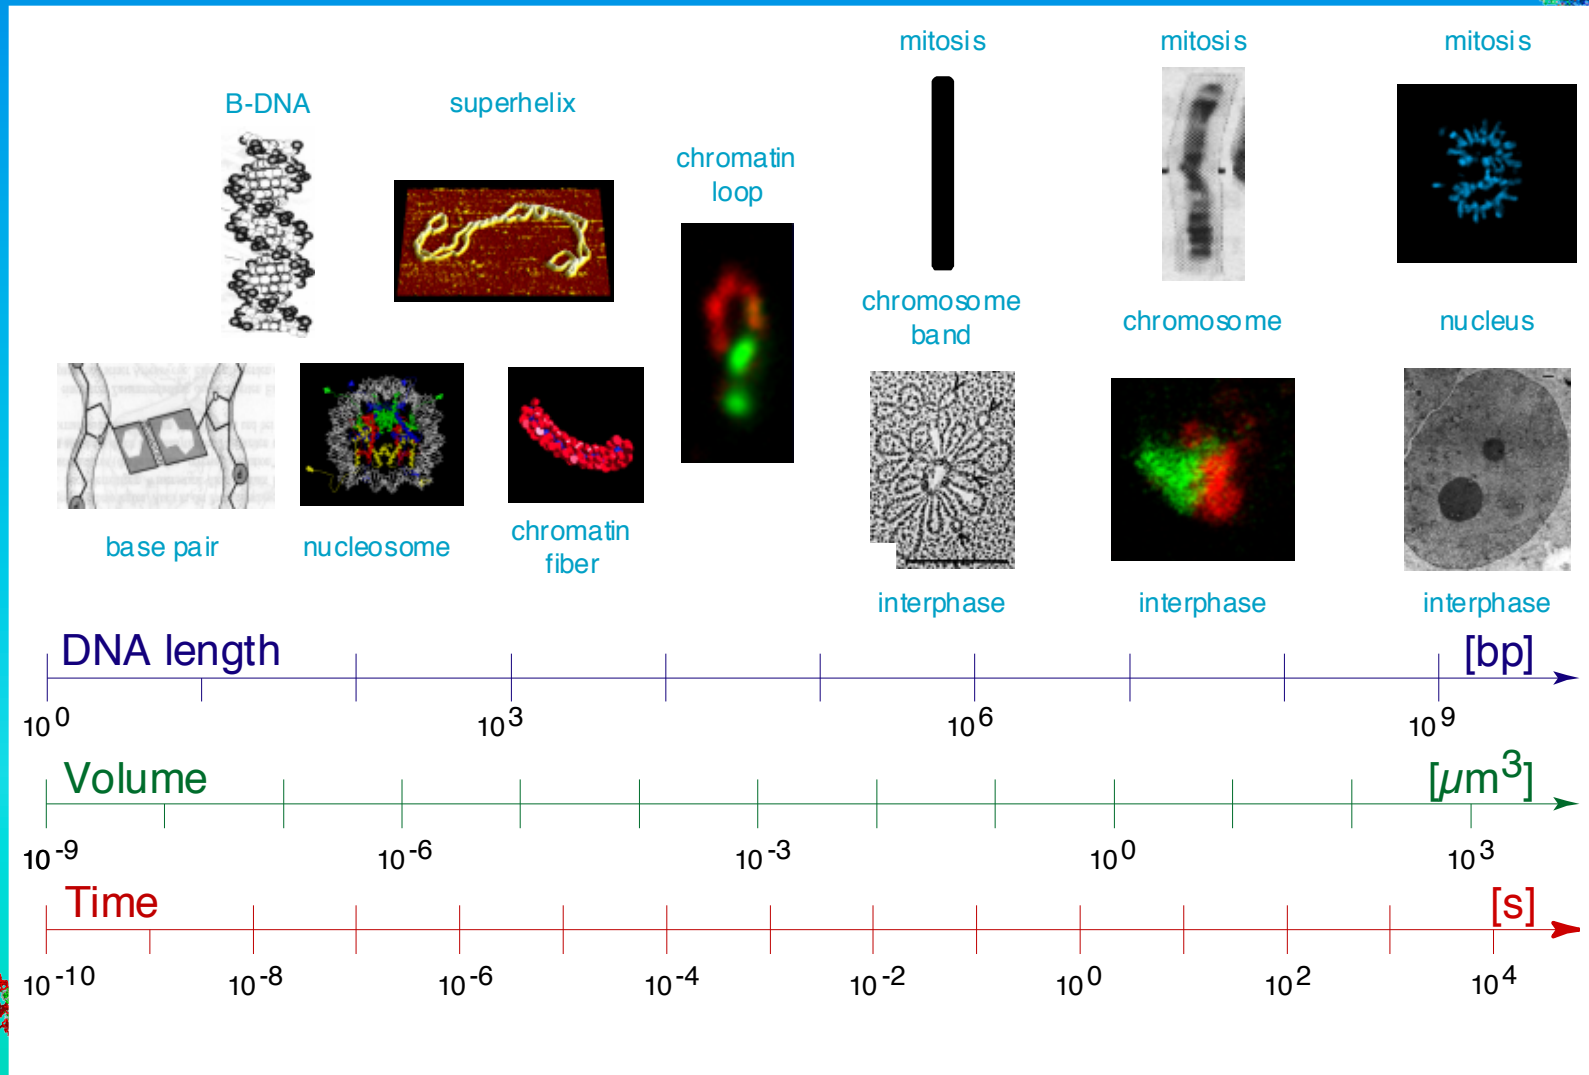 mitosis
mitosis
mitosis
B-DNA
superhelix
chromatin
loop
chromosome
band
chromosome
nucleus
base pair
nucleosome
chromatin
fiber
interphase
interphase
interphase
DNA length
[bp]
10^0
10^3
10^6
10^9
Volume
[µm^3]
10^-9
10^-6
10^-3
10^0
10^3
Time
[s]
10^-10
10^-8
10^-6
10^-4
10^-2
10^0
10^2
10^4